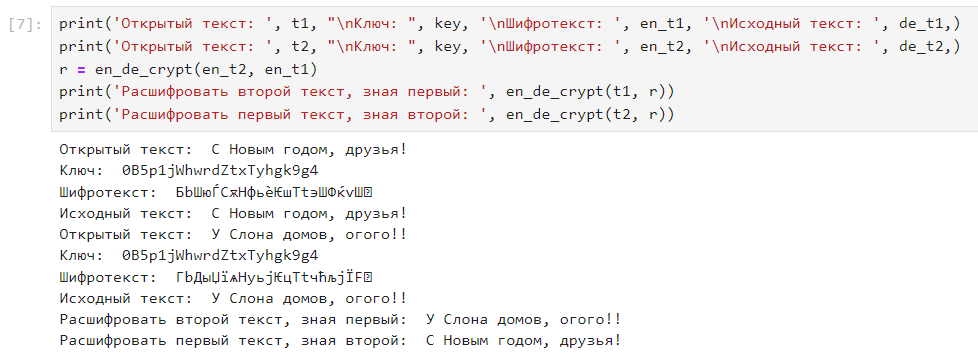 [7]: print('Открытый текст: ', t1, "\nКлюч: ", key, '\nШифротекст: ', en_t1, '\nИсходный текст: ', de_t1,)
print('Открытый текст: ', t2, "\nКлюч: ", key, '\nШифротекст: ', en_t2, '\nИсходный текст: ', de_t2,)
r = en_de_crypt(en_t2, en_t1)
print('Расшифровать второй текст, зная первый: ', en_de_crypt(t1, r))
print('Расшифровать первый текст, зная второй: ', en_de_crypt(t2, r))
Открытый текст: С Новым годом, друзья!
Ключ: 0B5p1jWhwrdZtxTyhgk9g4
Шифротекст:
Исходный текст: С Новым годом, друзья!
Открытый текст: У Слона домов, огого!!
Ключ: 0B5p1jWhwrdZtxTyhgk9g4
Шифротекст:
Исходный текст: У Слона домов, огого!!
Расшифровать второй текст, зная первый: У Слона домов, огого!!
Расшифровать первый текст, зная второй: С Новым годом, друзья!